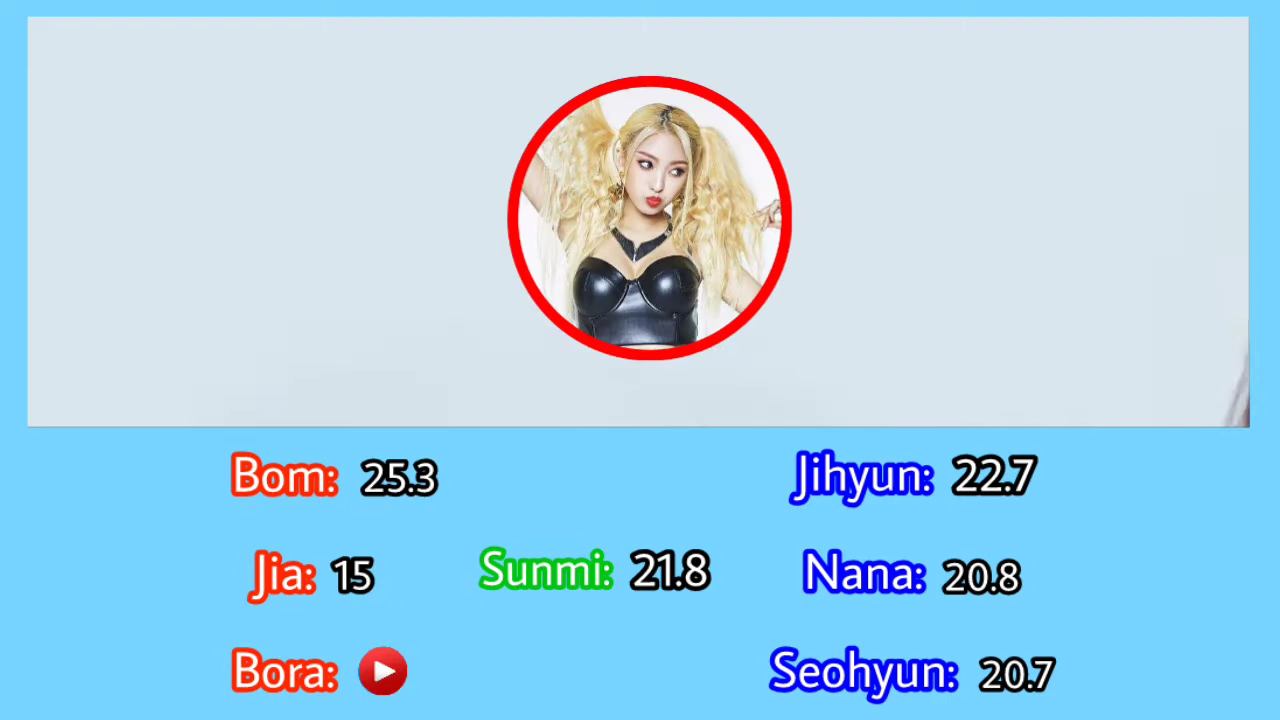 Bom: 25.3
Jihyun: 22.7
Jia: 15
Sunmi: 21.8
Nana: 20.8
Bora:
Seohyun: 20.7